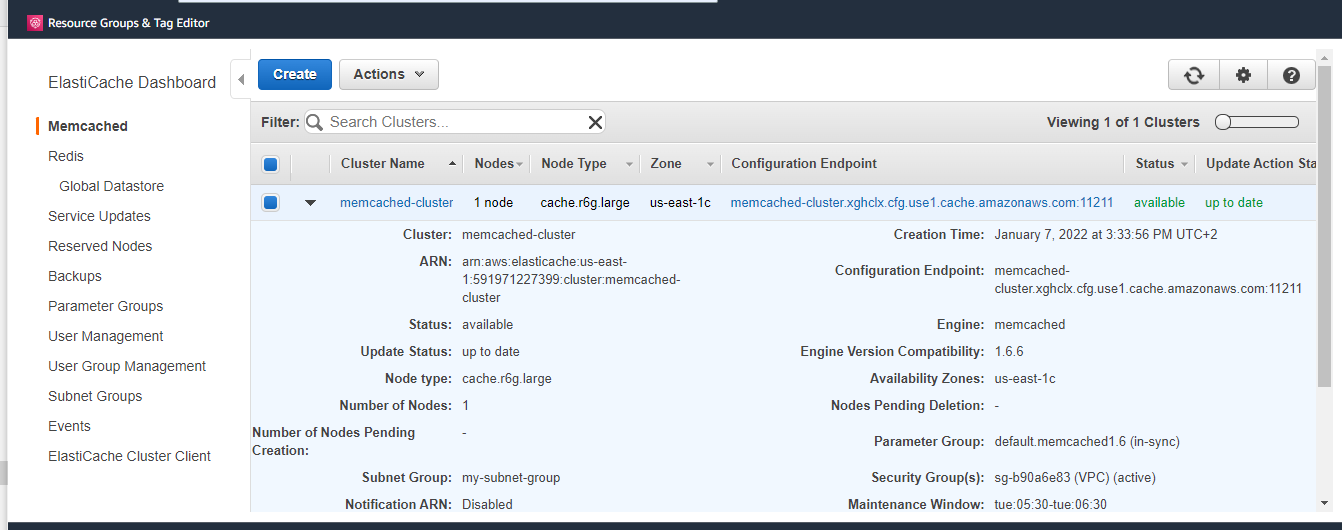 Resource Groups & Tag Editor
ElastiCache Dashboard
Memcached
Redis
Global Datastore
Service Updates
Reserved Nodes
Backups
Parameter Groups
User Management
User Group Management
Subnet Groups
Events
ElastiCache Cluster Client
Create Actions
Filter: Search Clusters... Viewing 1 of 1 Clusters
Cluster Name Nodes Node Type Zone Configuration Endpoint Status Update Action Sta
memcached-cluster 1 node cache.r6g.large us-east-1c memcached-cluster.xghclx.cfg.use1.cache.amazonaws.com:11211 available up to date
Cluster: memcached-cluster
ARN: arn:aws:elasticache:us-east-
1:591971227399:cluster:memcached-
cluster
Status: available
Update Status: up to date
Node type: cache.r6g.large
Number of Nodes: 1
Number of Nodes Pending -
Creation:
Subnet Group: my-subnet-group
Notification ARN: Disabled
Creation Time: January 7, 2022 at 3:33:56 PM UTC+2
Configuration Endpoint: memcached-
cluster.xghclx.cfg.use1.cache.amazonaws.com:11211
Engine: memcached
Engine Version Compatibility: 1.6.6
Availability Zones: us-east-1c
Nodes Pending Deletion: -
Parameter Group: default.memcached1.6 (in-sync)
Security Group(s): sg-b90a6e83 (VPC) (active)
Maintenance Window: tue:05:30-tue:06:30